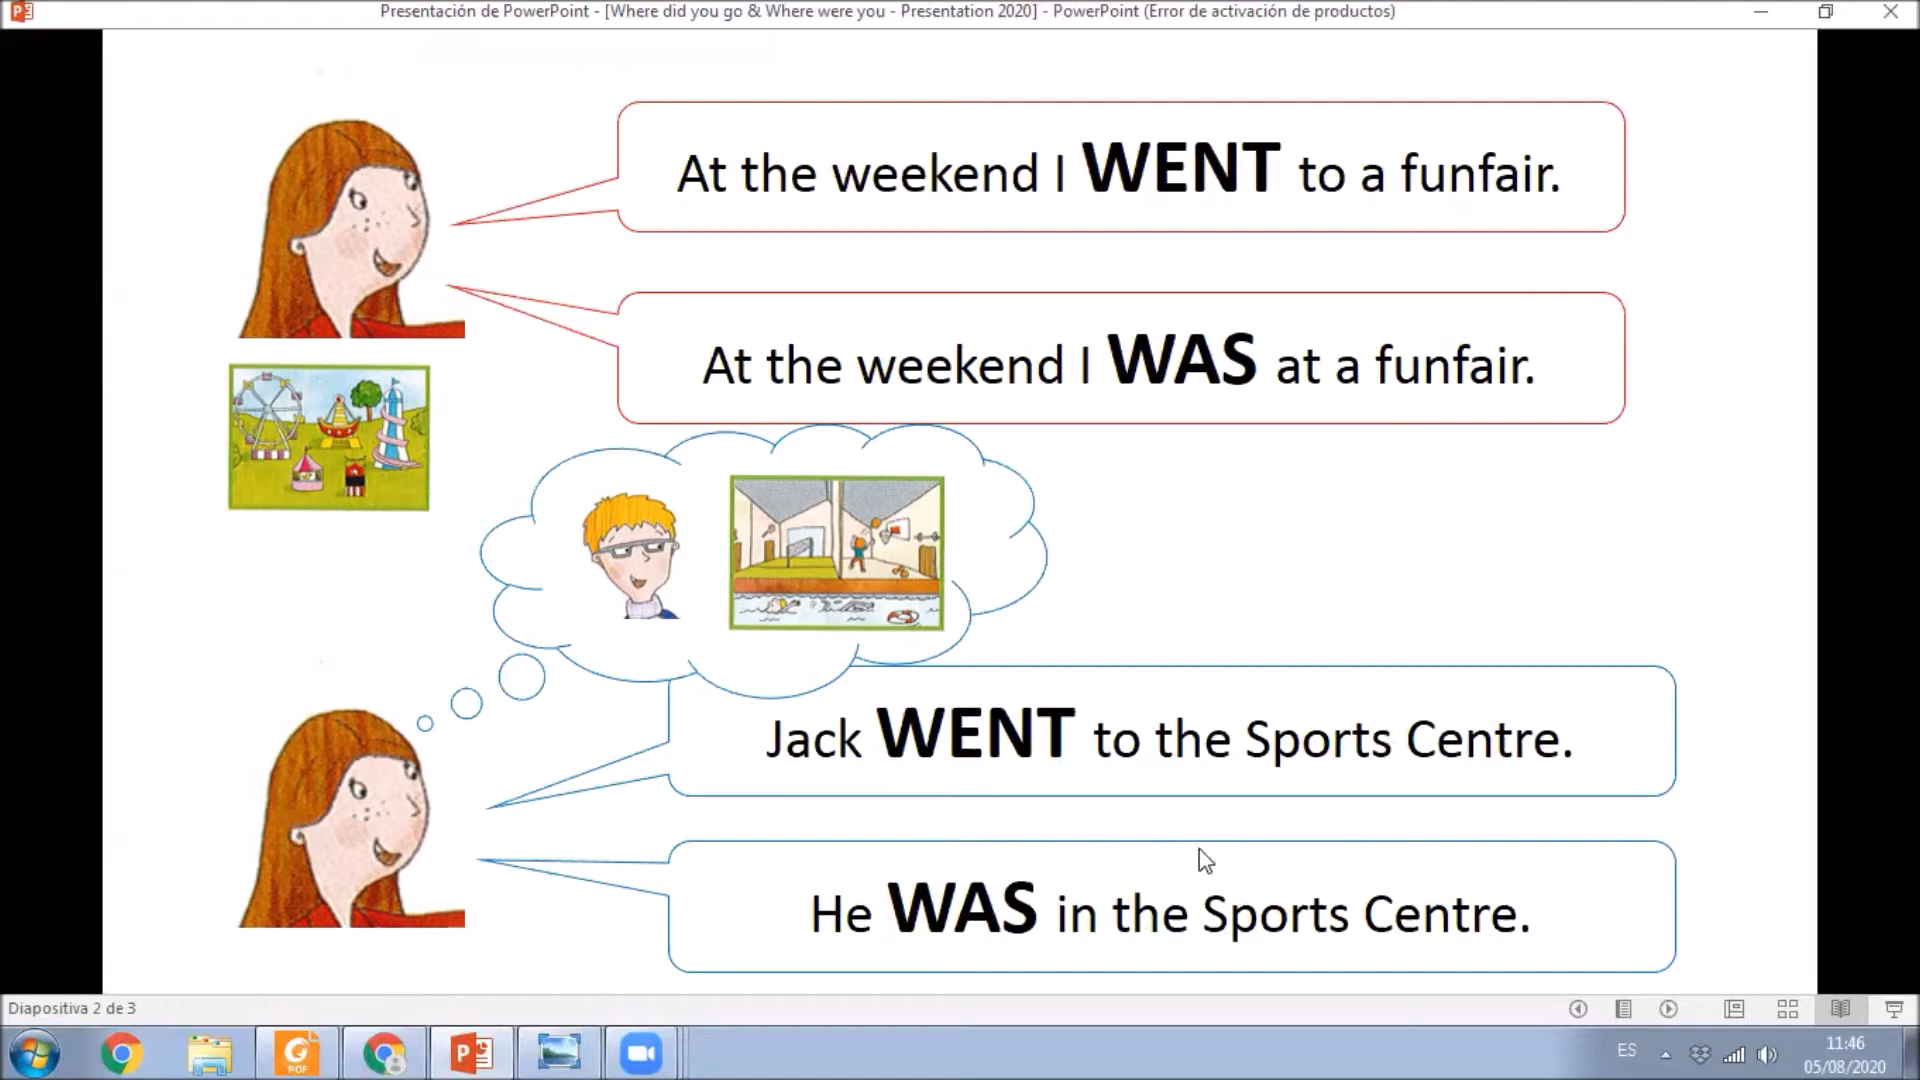 Presentación de PowerPoint - [Where did you go & Where were you - Presentation 2020] - PowerPoint (Error de activación de productos)
At the weekend I WENT to a funfair.
At the weekend I WAS at a funfair.
Jack WENT to the Sports Centre.
He WAS in the Sports Centre.
Diapositiva 2 de 3
PDF
ES
11:46
05/08/2020